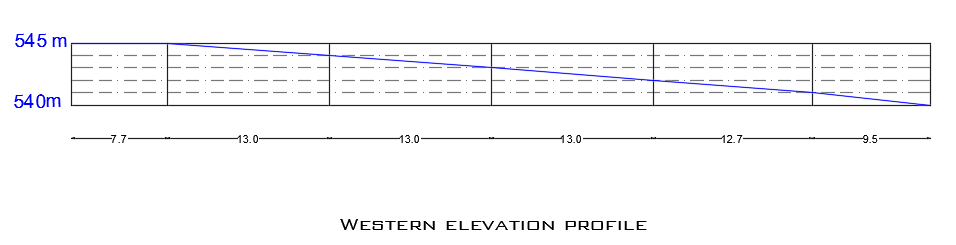 545 m
540m
7.7 13.0 13.0 13.0 12.7 9.5
WESTERN ELEVATION PROFILE